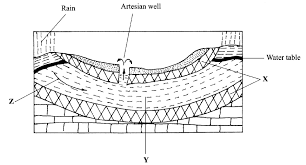 Rain
Artesian well
Water table
X
Z
Y